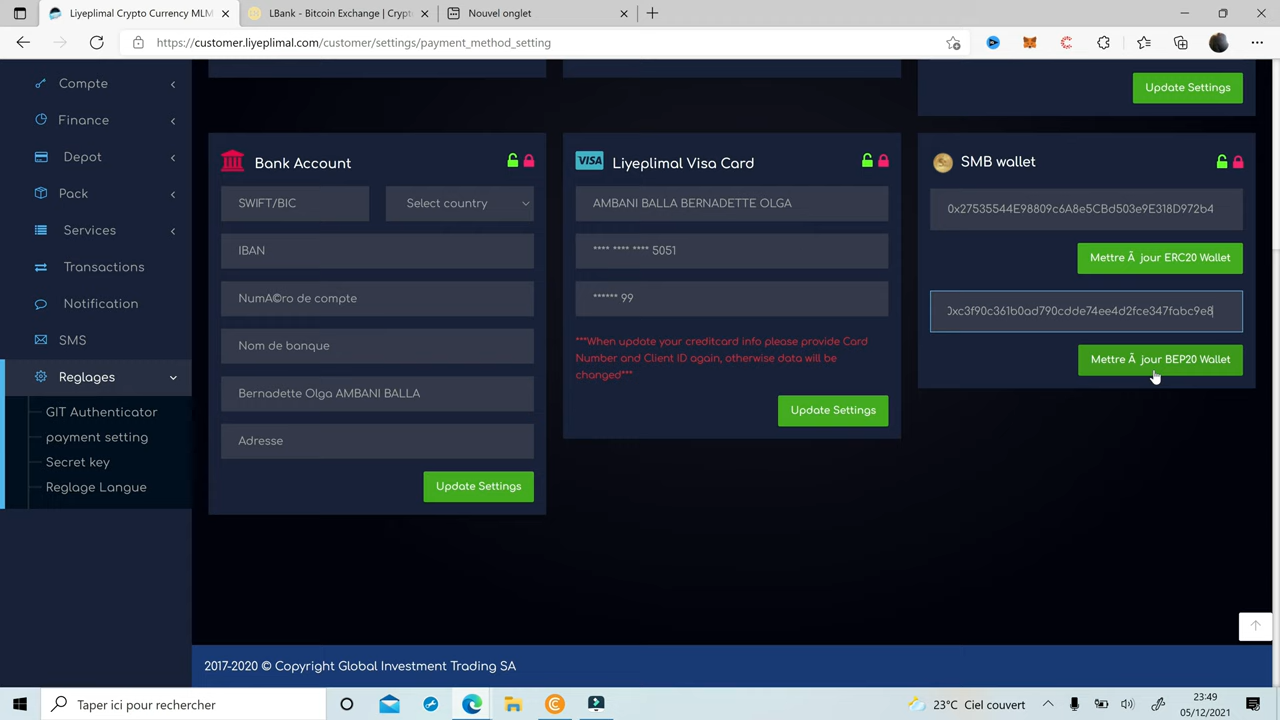 Liyeplimal Crypto Currency MLM
LBank - Bitcoin Exchange | Crypt
Nouvel onglet
https://customer.liyeplimal.com/customer/settings/payment_method_setting
Compte
Finance
Depot
Pack
Services
Transactions
Notification
SMS
Reglages
GIT Authenticator
payment setting
Secret key
Reglage Langue
Update Settings
Bank Account
SWIFT/BIC
Select country
IBAN
NumÃ©ro de compte
Nom de banque
Bernadette Olga AMBANI BALLA
Adresse
Update Settings
VISA
Liyeplimal Visa Card
AMBANI BALLA BERNADETTE OLGA
**** **** **** 5051
****** 99
***When update your creditcard info please provide Card
Number and Client ID again, otherwise data will be
changed***
Update Settings
SMB wallet
0x27535544E98809c6A8e5CBd503e9E318D972b4
Mettre Ã jour ERC20 Wallet
0xc3f90c361b0ad790cdde74ee4d2fce347fabc9e8
Mettre Ã jour BEP20 Wallet
2017-2020 © Copyright Global Investment Trading SA
Taper ici pour rechercher
23°C Ciel couvert
23:49
05/12/2021